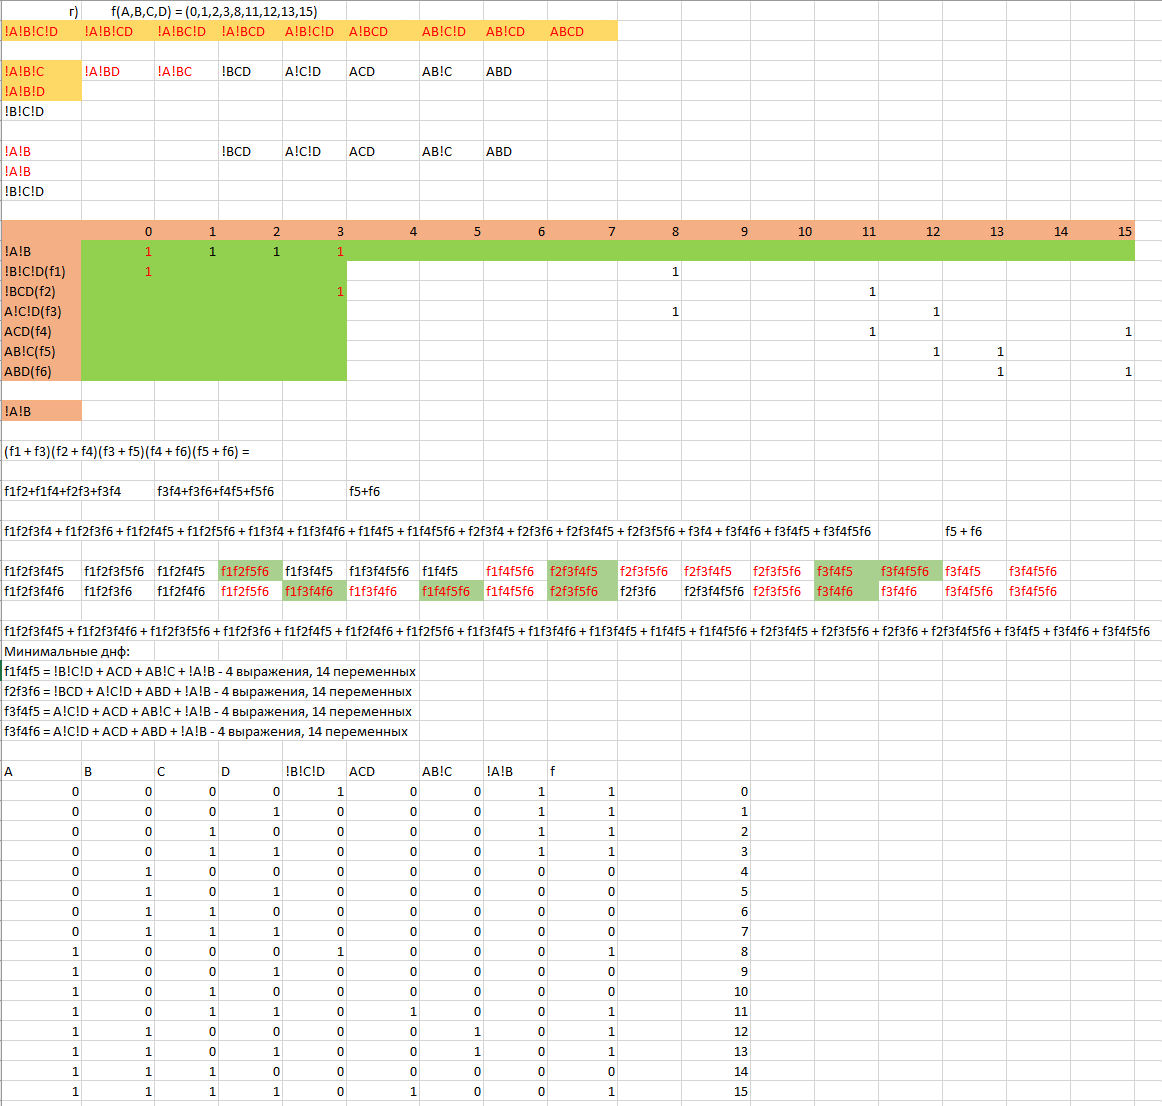 г) f(A,B,C,D) = (0,1,2,3,8,11,12,13,15)
!A!B!C!D !A!B!CD !A!BC!D !A!BCD A!B!C!D A!BCD AB!C!D AB!CD ABCD
!A!B!C !A!BD !A!BC !BCD A!C!D ACD AB!C ABD
!A!B!D
!B!C!D
!A!B !BCD A!C!D ACD AB!C ABD
!A!B
!B!C!D
0 1 2 3 4 5 6 7 8 9 10 11 12 13 14 15
!A!B 1 1 1 1
!B!C!D(f1) 1 1
!BCD(f2) 1 1
A!C!D(f3) 1 1
ACD(f4) 1 1
AB!C(f5) 1 1
ABD(f6) 1 1
!A!B
(f1 + f3)(f2 + f4)(f3 + f5)(f4 + f6)(f5 + f6) =
f1f2+f1f4+f2f3+f3f4 f3f4+f3f6+f4f5+f5f6 f5+f6
f1f2f3f4 + f1f2f3f6 + f1f2f4f5 + f1f2f5f6 + f1f3f4 + f1f3f4f6 + f1f4f5 + f1f4f5f6 + f2f3f4 + f2f3f6 + f2f3f4f5 + f2f3f5f6 + f3f4 + f3f4f6 + f3f4f5 + f3f4f5f6 f5 + f6
f1f2f3f4f5 f1f2f3f5f6 f1f2f4f5 f1f2f5f6 f1f3f4f5 f1f3f4f5f6 f1f4f5 f1f4f5f6 f2f3f4f5 f2f3f5f6 f2f3f4f5 f2f3f5f6 f3f4f5 f3f4f5f6 f3f4f5 f3f4f5f6
f1f2f3f4f6 f1f2f3f6 f1f2f4f6 f1f2f5f6 f1f3f4f6 f1f3f4f6 f1f4f5f6 f1f4f5f6 f2f3f5f6 f2f3f6 f2f3f4f5f6 f2f3f5f6 f3f4f6 f3f4f6 f3f4f5f6 f3f4f5f6
f1f2f3f4f5 + f1f2f3f4f6 + f1f2f3f5f6 + f1f2f3f6 + f1f2f4f5 + f1f2f4f6 + f1f2f5f6 + f1f3f4f5 + f1f3f4f6 + f1f3f4f5 + f1f4f5 + f1f4f5f6 + f2f3f4f5 + f2f3f5f6 + f2f3f6 + f2f3f4f5f6 + f3f4f5 + f3f4f6 + f3f4f5f6
Минимальные днф:
f1f4f5 = !B!C!D + ACD + AB!C + !A!B - 4 выражения, 14 переменных
f2f3f6 = !BCD + A!C!D + ABD + !A!B - 4 выражения, 14 переменных
f3f4f5 = A!C!D + ACD + AB!C + !A!B - 4 выражения, 14 переменных
f3f4f6 = A!C!D + ACD + ABD + !A!B - 4 выражения, 14 переменных
A B C D !B!C!D ACD AB!C !A!B f
0 0 0 0 1 0 0 1 1 0
0 0 0 1 0 0 0 1 1 1
0 0 1 0 0 0 0 1 1 2
0 0 1 1 0 0 0 1 1 3
0 1 0 0 0 0 0 0 0 4
0 1 0 1 0 0 0 0 0 5
0 1 1 0 0 0 0 0 0 6
0 1 1 1 0 0 0 0 0 7
1 0 0 0 1 0 0 0 1 8
1 0 0 1 0 0 0 0 0 9
1 0 1 0 0 0 0 0 0 10
1 0 1 1 0 1 0 0 1 11
1 1 0 0 0 0 1 0 1 12
1 1 0 1 0 0 1 0 1 13
1 1 1 0 0 0 0 0 0 14
1 1 1 1 0 1 0 0 1 15